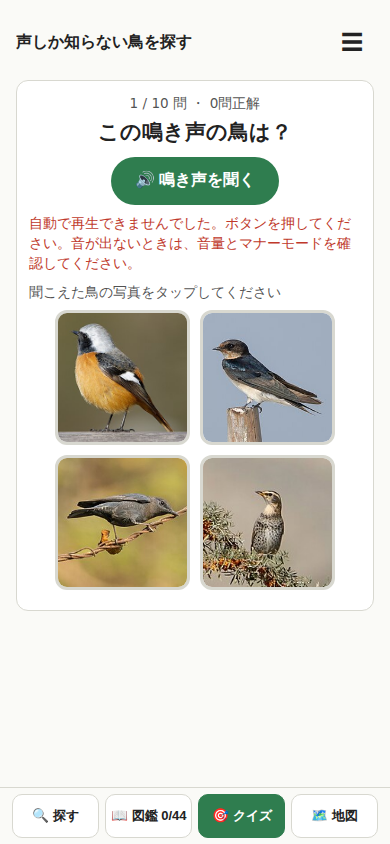 声しか知らない鳥を探す
1 / 10 問 ・ 0問正解
この鳴き声の鳥は？
🔊 鳴き声を聞く
自動で再生できませんでした。ボタンを押してくだ
さい。音が出ないときは、音量とマナーモードを確
認してください。
聞こえた鳥の写真をタップしてください
🔍 探す
📖 図鑑 0/44
🎯 クイズ
🗺️ 地図